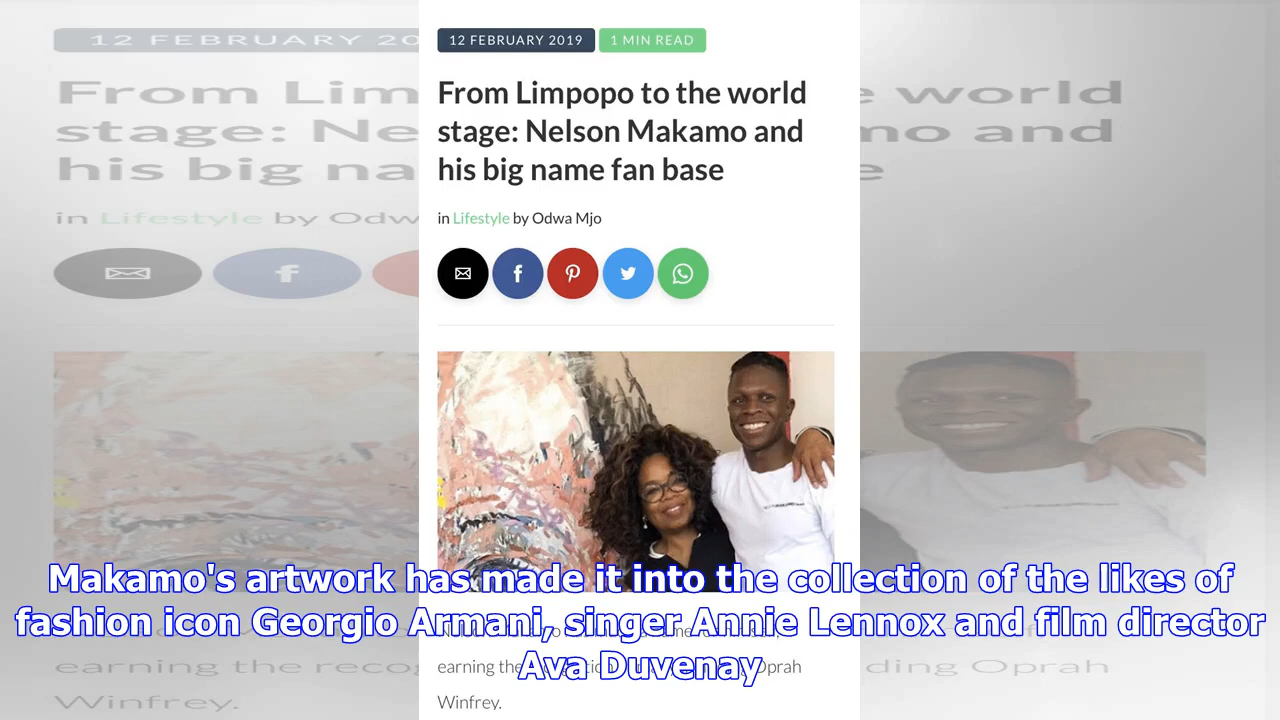 12 FEBRUARY 2019 1 MIN READ
From Limpopo to the world
stage: Nelson Makamo and
his big name fan base
in Lifestyle by Odwa Mjo
Makamo's artwork has made it into the collection of the likes of
fashion icon Georgio Armani, singer Annie Lennox and film director
Ava Duvenay
earning the Oprah
Winfrey.